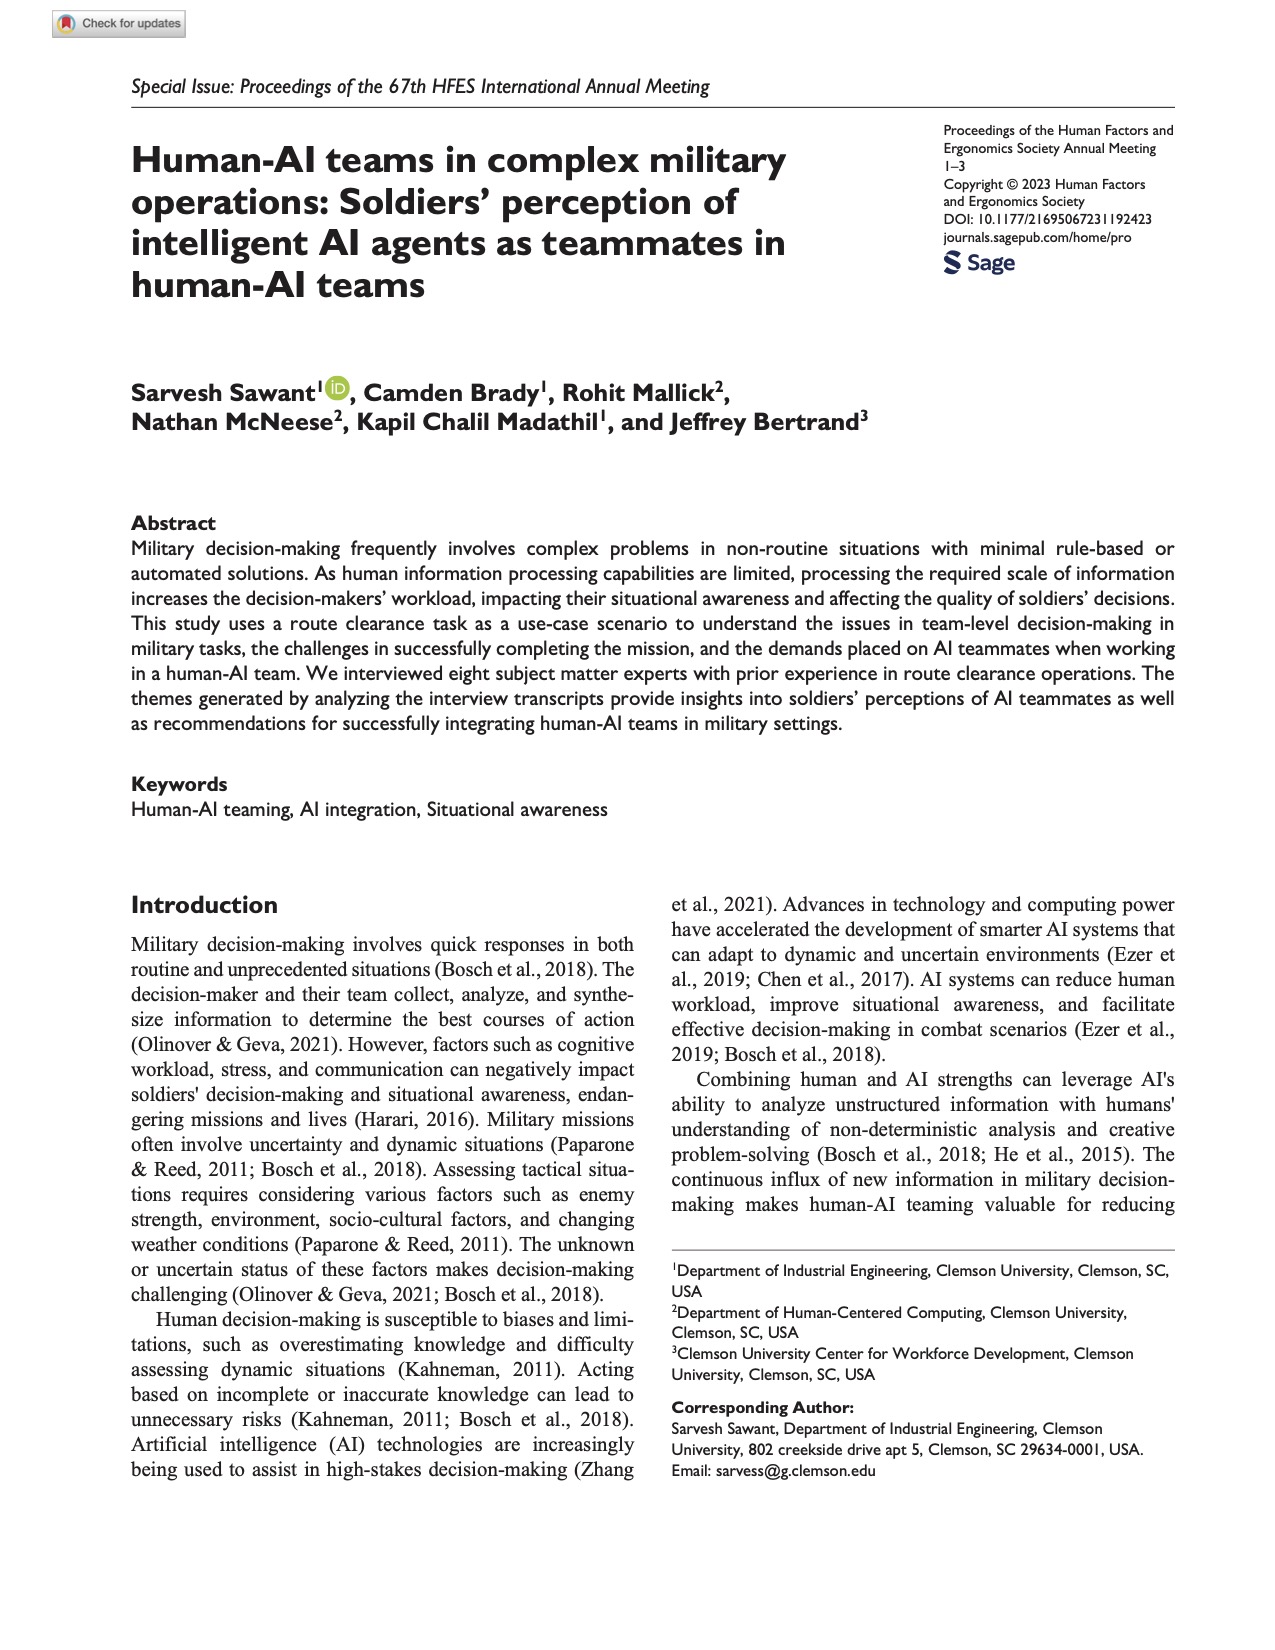 Check for updates
Special Issue: Proceedings of the 67th HFES International Annual Meeting
Human-AI teams in complex military
operations: Soldiers’ perception of
intelligent AI agents as teammates in
human-AI teams
Proceedings of the Human Factors and
Ergonomics Society Annual Meeting
1–3
Copyright © 2023 Human Factors
and Ergonomics Society
DOI: 10.1177/21695067231192423
journals.sagepub.com/home/pro
S Sage
Sarvesh Sawant1 iD, Camden Brady1, Rohit Mallick2,
Nathan McNeese2, Kapil Chalil Madathil1, and Jeffrey Bertrand3
Abstract
Military decision-making frequently involves complex problems in non-routine situations with minimal rule-based or
automated solutions. As human information processing capabilities are limited, processing the required scale of information
increases the decision-makers’ workload, impacting their situational awareness and affecting the quality of soldiers’ decisions.
This study uses a route clearance task as a use-case scenario to understand the issues in team-level decision-making in
military tasks, the challenges in successfully completing the mission, and the demands placed on AI teammates when working
in a human-AI team. We interviewed eight subject matter experts with prior experience in route clearance operations. The
themes generated by analyzing the interview transcripts provide insights into soldiers’ perceptions of AI teammates as well
as recommendations for successfully integrating human-AI teams in military settings.
Keywords
Human-AI teaming, AI integration, Situational awareness
Introduction
Military decision-making involves quick responses in both
routine and unprecedented situations (Bosch et al., 2018). The
decision-maker and their team collect, analyze, and synthe-
size information to determine the best courses of action
(Olinover & Geva, 2021). However, factors such as cognitive
workload, stress, and communication can negatively impact
soldiers' decision-making and situational awareness, endan-
gering missions and lives (Harari, 2016). Military missions
often involve uncertainty and dynamic situations (Paparone
& Reed, 2011; Bosch et al., 2018). Assessing tactical situa-
tions requires considering various factors such as enemy
strength, environment, socio-cultural factors, and changing
weather conditions (Paparone & Reed, 2011). The unknown
or uncertain status of these factors makes decision-making
challenging (Olinover & Geva, 2021; Bosch et al., 2018).
Human decision-making is susceptible to biases and limi-
tations, such as overestimating knowledge and difficulty
assessing dynamic situations (Kahneman, 2011). Acting
based on incomplete or inaccurate knowledge can lead to
unnecessary risks (Kahneman, 2011; Bosch et al., 2018).
Artificial intelligence (AI) technologies are increasingly
being used to assist in high-stakes decision-making (Zhang
et al., 2021). Advances in technology and computing power
have accelerated the development of smarter AI systems that
can adapt to dynamic and uncertain environments (Ezer et
al., 2019; Chen et al., 2017). AI systems can reduce human
workload, improve situational awareness, and facilitate
effective decision-making in combat scenarios (Ezer et al.,
2019; Bosch et al., 2018).
Combining human and AI strengths can leverage AI's
ability to analyze unstructured information with humans'
understanding of non-deterministic analysis and creative
problem-solving (Bosch et al., 2018; He et al., 2015). The
continuous influx of new information in military decision-
making makes human-AI teaming valuable for reducing
1Department of Industrial Engineering, Clemson University, Clemson, SC,
USA
2Department of Human-Centered Computing, Clemson University,
Clemson, SC, USA
3Clemson University Center for Workforce Development, Clemson
University, Clemson, SC, USA
Corresponding Author:
Sarvesh Sawant, Department of Industrial Engineering, Clemson
University, 802 creekside drive apt 5, Clemson, SC 29634-0001, USA.
Email: sarvess@g.clemson.edu